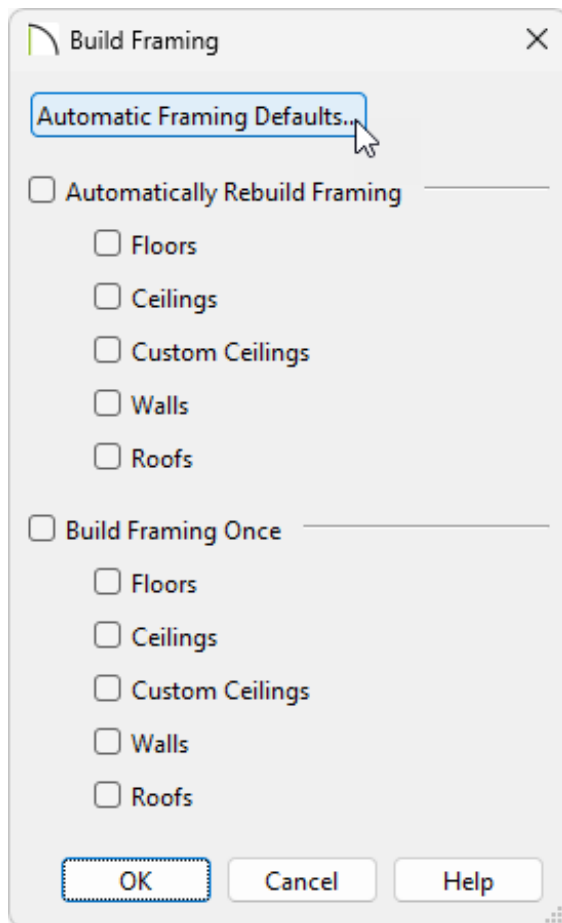 Build Framing
Automatic Framing Defaults...
Automatically Rebuild Framing
Floors
Ceilings
Custom Ceilings
Walls
Roofs
Build Framing Once
Floors
Ceilings
Custom Ceilings
Walls
Roofs
OK Cancel Help